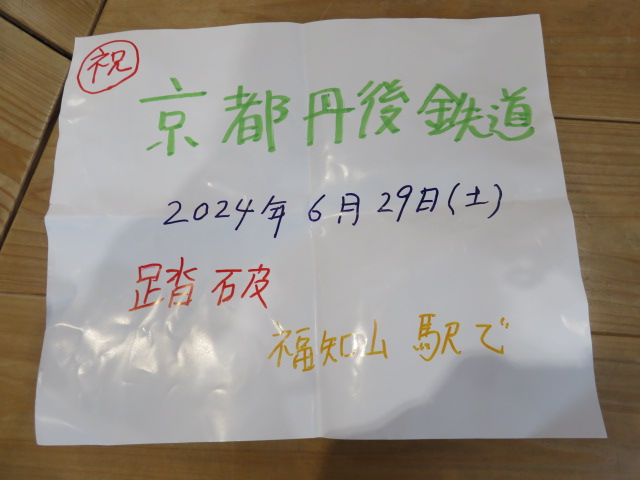 祝
京都丹後鉄道
2024年 6月 29日(土)
踏破
福知山 駅で